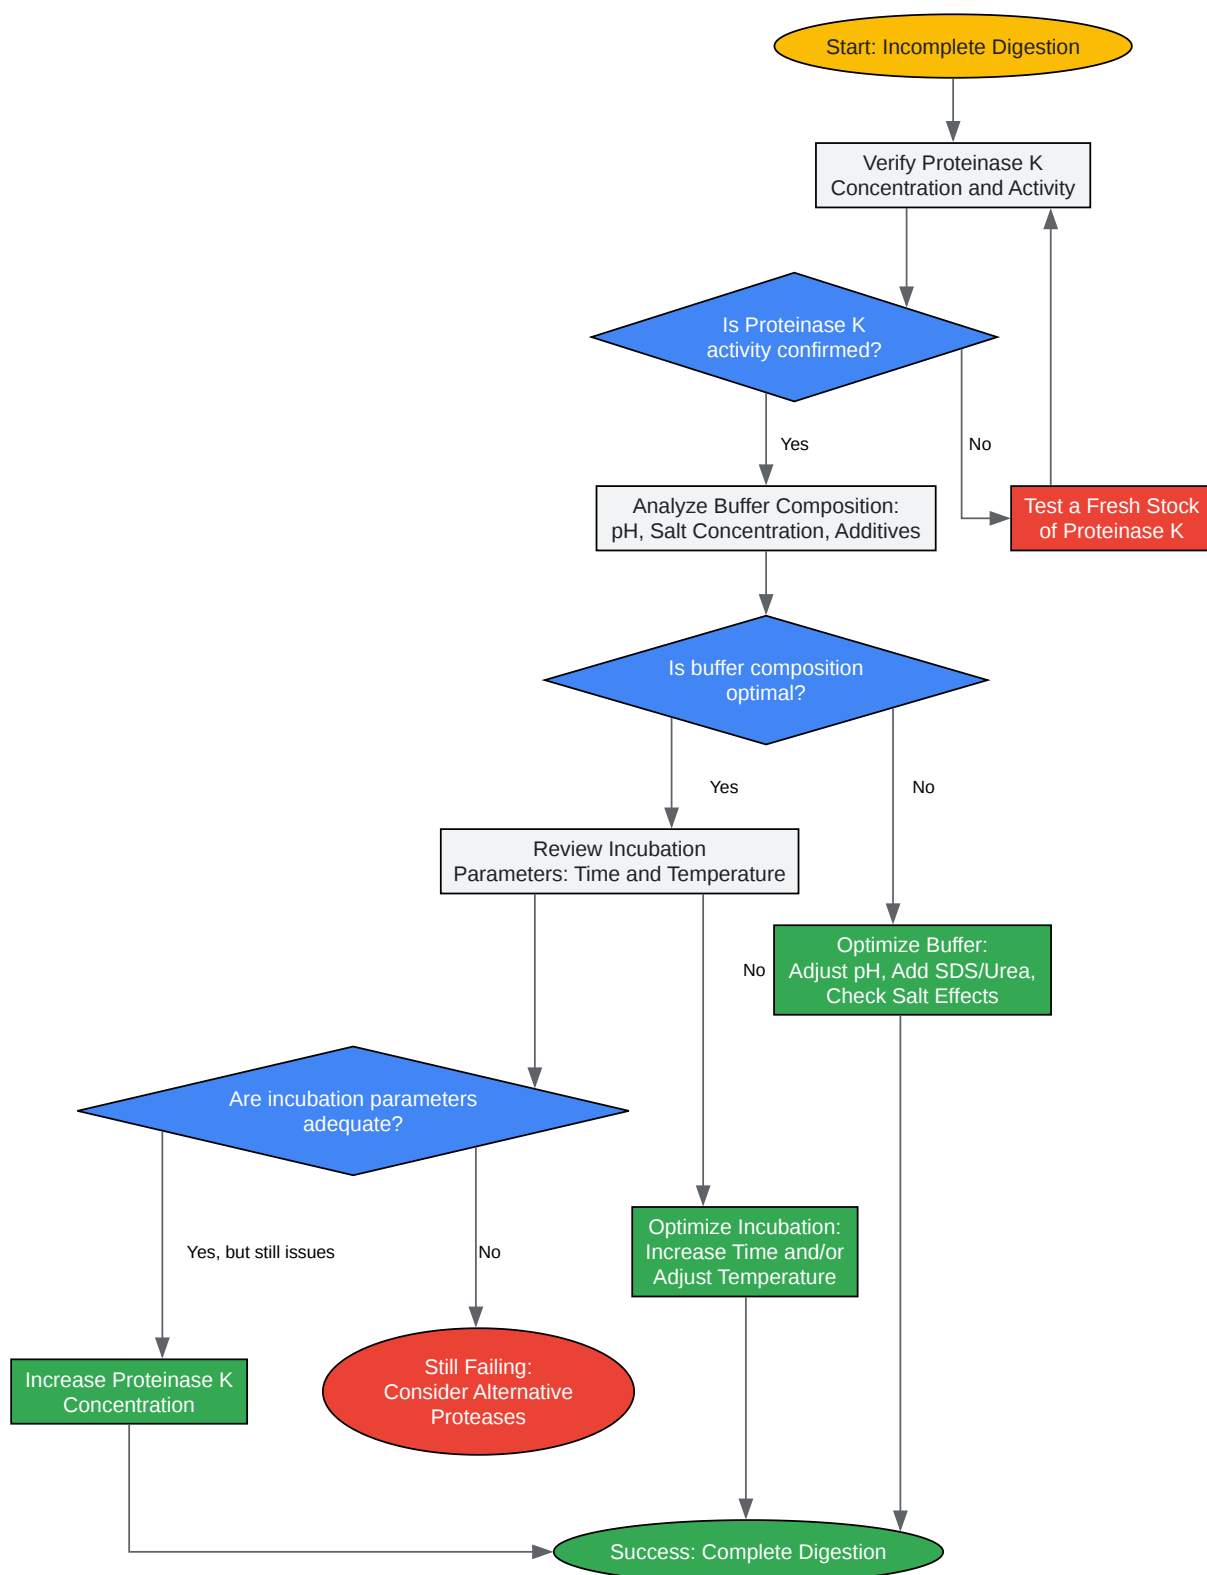 Start: Incomplete Digestion
Verify Proteinase K
Concentration and Activity
Is Proteinase K
activity confirmed?
Yes
No
Analyze Buffer Composition:
pH, Salt Concentration, Additives
Test a Fresh Stock
of Proteinase K
Is buffer composition
optimal?
Yes
No
Review Incubation
Parameters: Time and Temperature
No
Optimize Buffer:
Adjust pH, Add SDS/Urea,
Check Salt Effects
Are incubation parameters
adequate?
Yes, but still issues
No
Optimize Incubation:
Increase Time and/or
Adjust Temperature
Increase Proteinase K
Concentration
Still Failing:
Consider Alternative
Proteases
Success: Complete Digestion